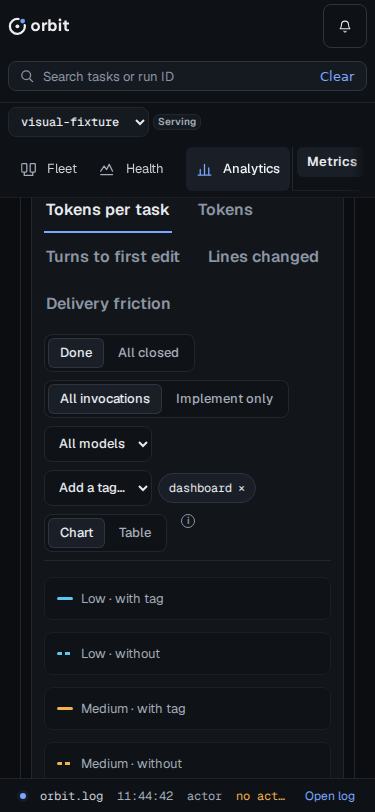 orbit
Search tasks or run ID Clear
visual-fixture Serving
Fleet Health Analytics Metrics
Tokens per task Tokens
Turns to first edit Lines changed
Delivery friction
Done All closed
All invocations Implement only
All models
Add a tag… dashboard ×
Chart Table i
Low · with tag
Low · without
Medium · with tag
Medium · without
orbit.log 11:44:42 actor no act… Open log